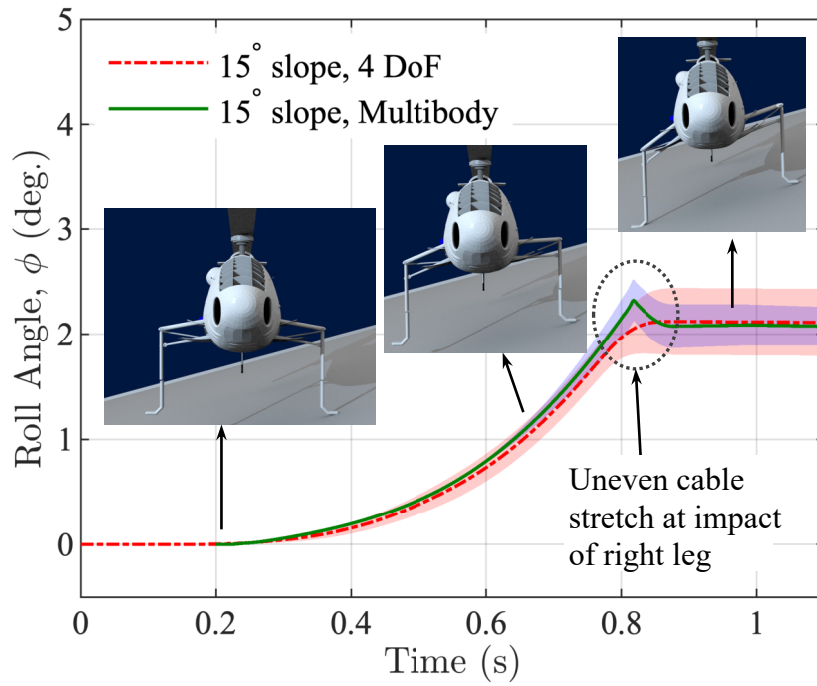 5
4
3
2
1
0
Roll Angle, ϕ (deg.)
15° slope, 4 DoF
15° slope, Multibody
Uneven cable
stretch at impact
of right leg
0 0.2 0.4 0.6 0.8 1
Time (s)